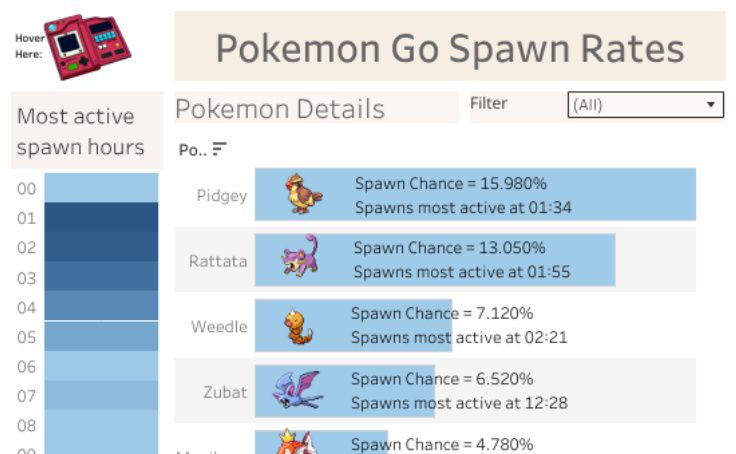 Hover
Here:
Pokemon Go Spawn Rates
Most active
spawn hours
Pokemon Details
Filter
(All)
Po..
00
01
02
03
04
05
06
07
08
Pidgey
Spawn Chance = 15.980%
Spawns most active at 01:34
Rattata
Spawn Chance = 13.050%
Spawns most active at 01:55
Weedle
Spawn Chance = 7.120%
Spawns most active at 02:21
Zubat
Spawn Chance = 6.520%
Spawns most active at 12:28
Spawn Chance = 4.780%